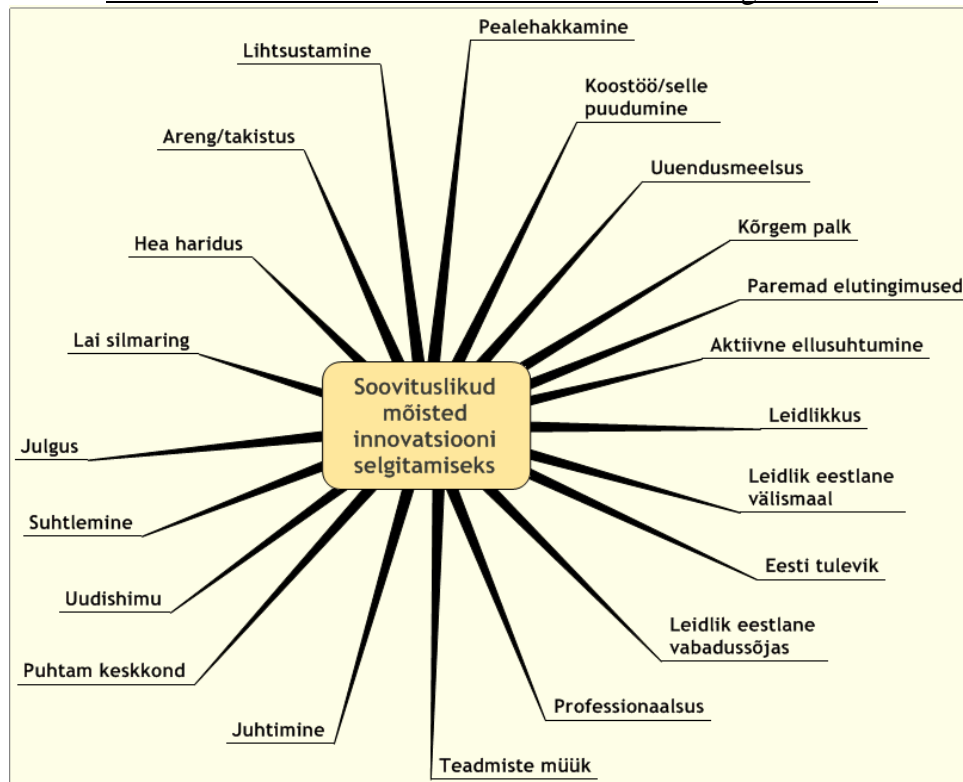 Pealehakkamine
Lihtsustamine
Koostöö/selle
puudumine
Areng/takistus
Uuendusmeelsus
Kõrgem palk
Hea haridus
Paremad elutingimused
Lai silmaring
Aktiivne ellusuhtumine
Soovituslikud
mõisted
innovatsiooni
selgitamiseks
Leidlikkus
Julgus
Leidlik eestlane
välismaal
Suhtlemine
Eesti tulevik
Uudishimu
Leidlik eestlane
vabadussõjas
Puhtam keskkond
Professionaalsus
Juhtimine
Teadmiste müük